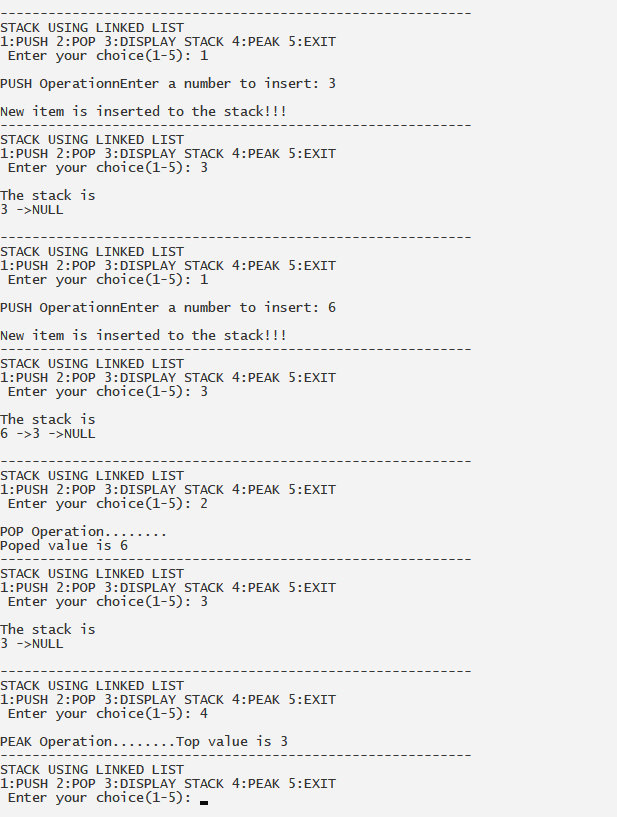 -----------------------------------------------------------
STACK USING LINKED LIST
1:PUSH 2:POP 3:DISPLAY STACK 4:PEAK 5:EXIT
Enter your choice(1-5): 1
PUSH OperationnEnter a number to insert: 3
New item is inserted to the stack!!!
-----------------------------------------------------------
STACK USING LINKED LIST
1:PUSH 2:POP 3:DISPLAY STACK 4:PEAK 5:EXIT
Enter your choice(1-5): 3
The stack is
3 ->NULL
-----------------------------------------------------------
STACK USING LINKED LIST
1:PUSH 2:POP 3:DISPLAY STACK 4:PEAK 5:EXIT
Enter your choice(1-5): 1
PUSH OperationnEnter a number to insert: 6
New item is inserted to the stack!!!
-----------------------------------------------------------
STACK USING LINKED LIST
1:PUSH 2:POP 3:DISPLAY STACK 4:PEAK 5:EXIT
Enter your choice(1-5): 3
The stack is
6 ->3 ->NULL
-----------------------------------------------------------
STACK USING LINKED LIST
1:PUSH 2:POP 3:DISPLAY STACK 4:PEAK 5:EXIT
Enter your choice(1-5): 2
POP Operation........
Poped value is 6
-----------------------------------------------------------
STACK USING LINKED LIST
1:PUSH 2:POP 3:DISPLAY STACK 4:PEAK 5:EXIT
Enter your choice(1-5): 3
The stack is
3 ->NULL
-----------------------------------------------------------
STACK USING LINKED LIST
1:PUSH 2:POP 3:DISPLAY STACK 4:PEAK 5:EXIT
Enter your choice(1-5): 4
PEAK Operation........Top value is 3
-----------------------------------------------------------
STACK USING LINKED LIST
1:PUSH 2:POP 3:DISPLAY STACK 4:PEAK 5:EXIT
Enter your choice(1-5):